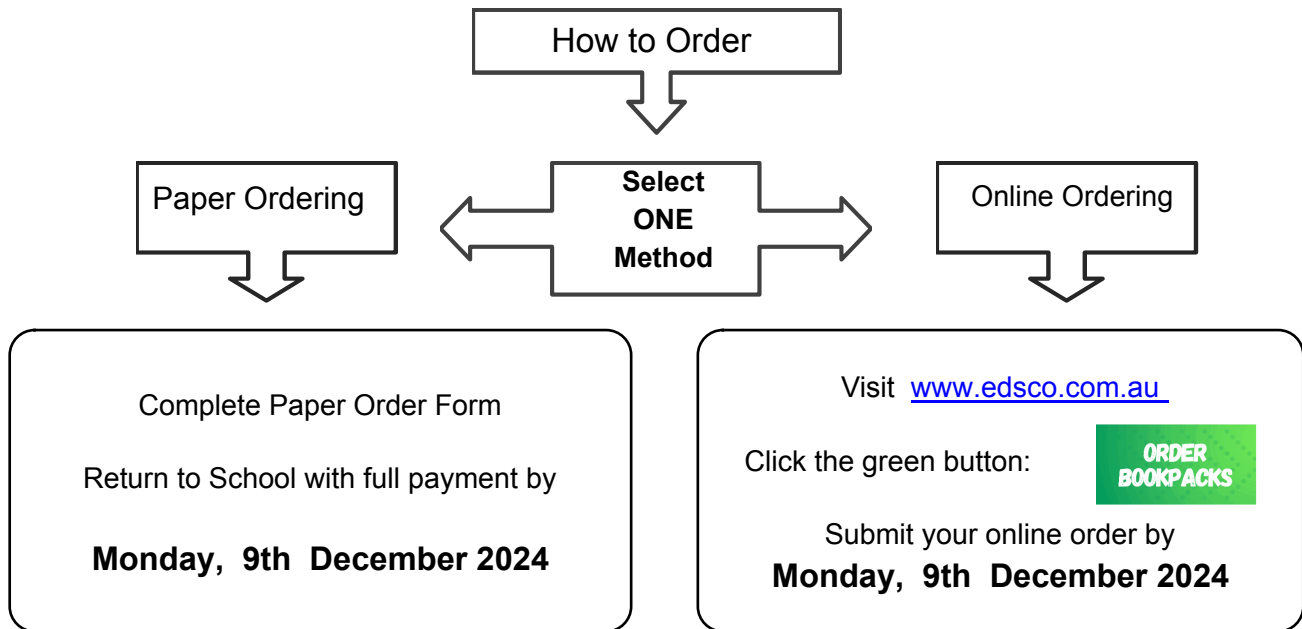 How to Order
Select
ONE
Method
Paper Ordering
Complete Paper Order Form
Return to School with full payment by
Monday, 9th December 2024
Online Ordering
Visit www.edsco.com.au
Click the green button:
ORDER
BOOKPACKS
Submit your online order by
Monday, 9th December 2024